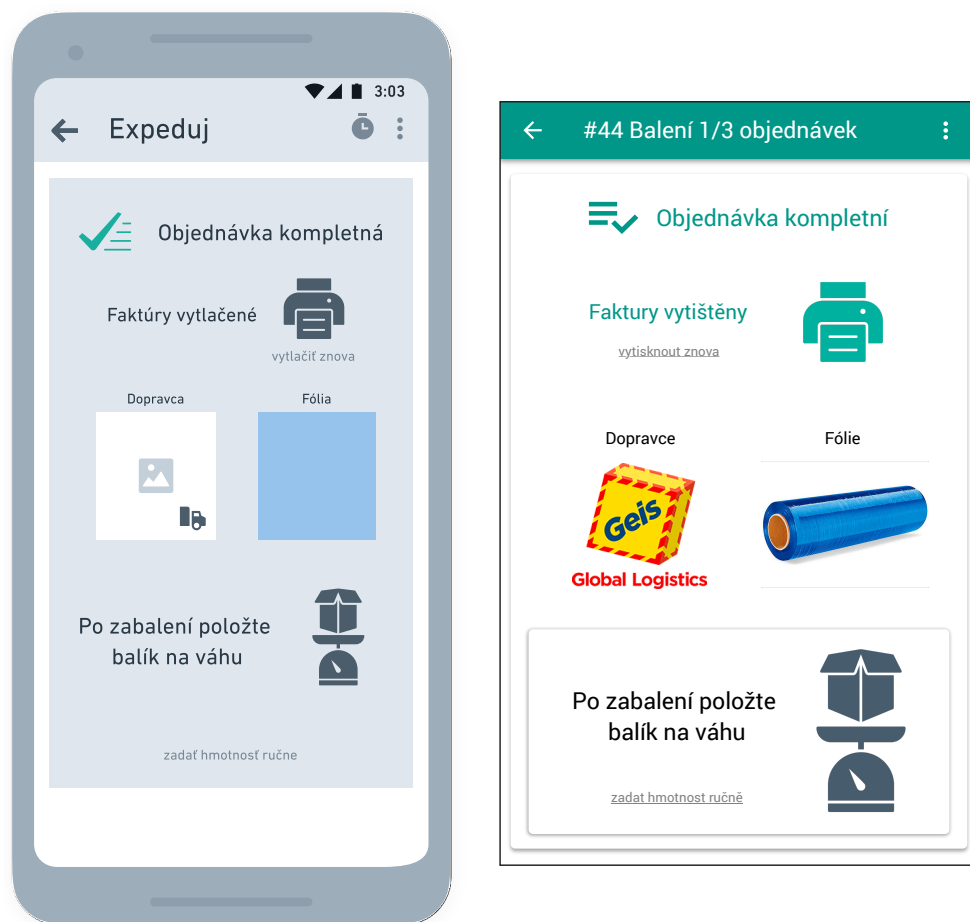 3:03
Expeduj
Objednávka kompletná
Faktúry vytlačené
vytlačiť znova
Dopravca
Fólia
Po zabalení položte
balík na váhu
zadať hmotnosť ručne
#44 Balení 1/3 objednávek
Objednávka kompletní
Faktury vytištěny
vytisknout znova
Dopravce
Fólie
Geis
Global Logistics
Po zabalení položte
balík na váhu
zadat hmotnost ručně